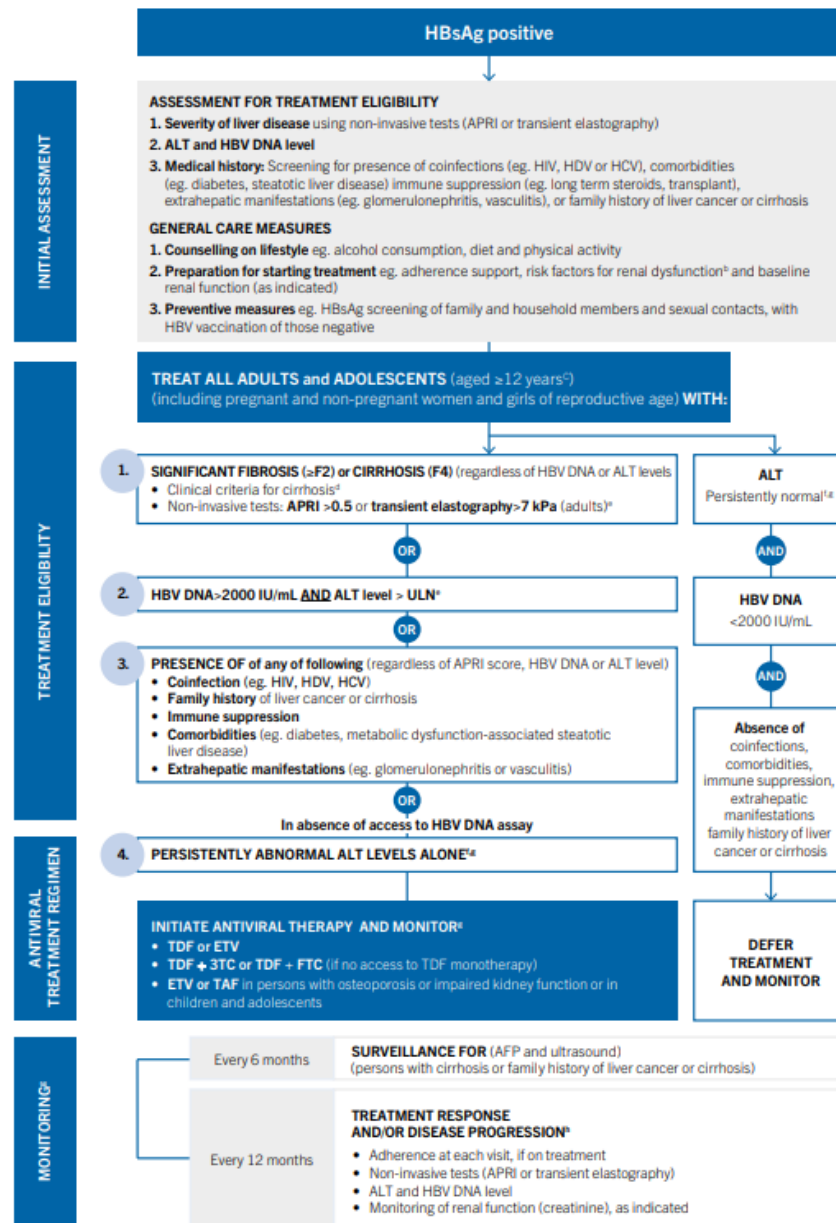 HBsAg positive
INITIAL ASSESSMENT
ASSESSMENT FOR TREATMENT ELIGIBILITY
1. Severity of liver disease using non-invasive tests (APRI or transient elastography)
2. ALT and HBV DNA level
3. Medical history: Screening for presence of coinfections (eg. HIV, HDV or HCV), comorbidities
(eg. diabetes, steatotic liver disease) immune suppression (eg. long term steroids, transplant),
extrahepatic manifestations (eg. glomerulonephritis, vasculitis), or family history of liver cancer or cirrhosis
GENERAL CARE MEASURES
1. Counselling on lifestyle eg. alcohol consumption, diet and physical activity
2. Preparation for starting treatment eg. adherence support, risk factors for renal dysfunctionᵇ and baseline
renal function (as indicated)
3. Preventive measures eg. HBsAg screening of family and household members and sexual contacts, with
HBV vaccination of those negative
TREATMENT ELIGIBILITY
TREAT ALL ADULTS and ADOLESCENTS (aged ≥12 yearsᶜ)
(including pregnant and non-pregnant women and girls of reproductive age) WITH:
1.
SIGNIFICANT FIBROSIS (≥F2) or CIRRHOSIS (F4) (regardless of HBV DNA or ALT levels
• Clinical criteria for cirrhosisᵈ
• Non-invasive tests: APRI >0.5 or transient elastography>7 kPa (adults)ᵉ
OR
2.
HBV DNA>2000 IU/mL AND ALT level > ULNᵉ
OR
3.
PRESENCE OF of any of following (regardless of APRI score, HBV DNA or ALT level)
• Coinfection (eg. HIV, HDV, HCV)
• Family history of liver cancer or cirrhosis
• Immune suppression
• Comorbidities (eg. diabetes, metabolic dysfunction-associated steatotic
liver disease)
• Extrahepatic manifestations (eg. glomerulonephritis or vasculitis)
OR
In absence of access to HBV DNA assay
4.
PERSISTENTLY ABNORMAL ALT LEVELS ALONEᶠ,ᵍ
ALT
Persistently normalᶠ,ᵍ
AND
HBV DNA
<2000 IU/mL
AND
Absence of
coinfections,
comorbidities,
immune suppression,
extrahepatic
manifestations
family history of liver
cancer or cirrhosis
ANTIVIRAL
TREATMENT REGIMEN
INITIATE ANTIVIRAL THERAPY AND MONITORᵍ
• TDF or ETV
• TDF + 3TC or TDF + FTC (if no access to TDF monotherapy)
• ETV or TAF in persons with osteoporosis or impaired kidney function or in
children and adolescents
DEFER
TREATMENT
AND MONITOR
MONITORINGᵍ
Every 6 months
SURVEILLANCE FOR (AFP and ultrasound)
(persons with cirrhosis or family history of liver cancer or cirrhosis)
Every 12 months
TREATMENT RESPONSE
AND/OR DISEASE PROGRESSIONʰ
• Adherence at each visit, if on treatment
• Non-invasive tests (APRI or transient elastography)
• ALT and HBV DNA level
• Monitoring of renal function (creatinine), as indicated